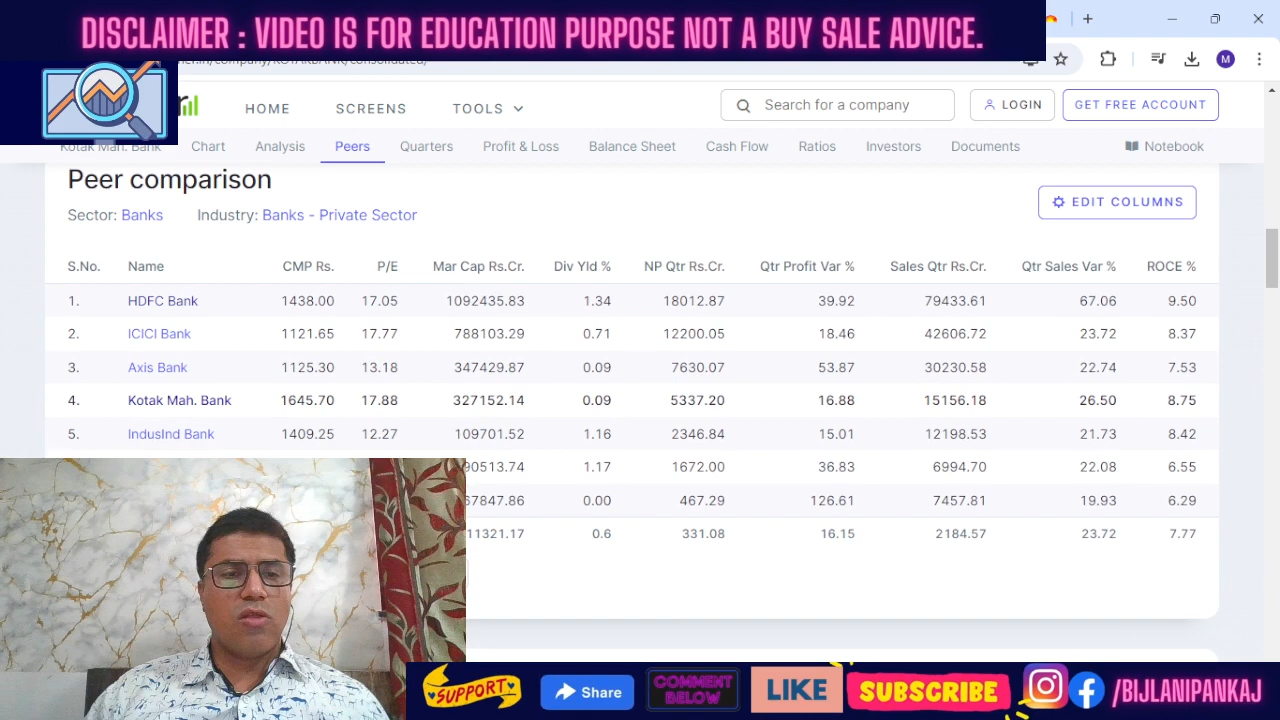 DISCLAIMER : VIDEO IS FOR EDUCATION PURPOSE NOT A BUY SALE ADVICE.
HOME SCREENS TOOLS Search for a company LOGIN GET FREE ACCOUNT
Kotak Mah. Bank Chart Analysis Peers Quarters Profit & Loss Balance Sheet Cash Flow Ratios Investors Documents Notebook
Peer comparison
Sector: Banks Industry: Banks - Private Sector EDIT COLUMNS
S.No. Name CMP Rs. P/E Mar Cap Rs.Cr. Div Yld % NP Qtr Rs.Cr. Qtr Profit Var % Sales Qtr Rs.Cr. Qtr Sales Var % ROCE %
1. HDFC Bank 1438.00 17.05 1092435.83 1.34 18012.87 39.92 79433.61 67.06 9.50
2. ICICI Bank 1121.65 17.77 788103.29 0.71 12200.05 18.46 42606.72 23.72 8.37
3. Axis Bank 1125.30 13.18 347429.87 0.09 7630.07 53.87 30230.58 22.74 7.53
4. Kotak Mah. Bank 1645.70 17.88 327152.14 0.09 5337.20 16.88 15156.18 26.50 8.75
5. IndusInd Bank 1409.25 12.27 109701.52 1.16 2346.84 15.01 12198.53 21.73 8.42
90513.74 1.17 1672.00 36.83 6994.70 22.08 6.55
67847.86 0.00 467.29 126.61 7457.81 19.93 6.29
11321.17 0.6 331.08 16.15 2184.57 23.72 7.77
SUPPORT Share COMMENT BELOW LIKE SUBSCRIBE /GIJLANIPANKAJ